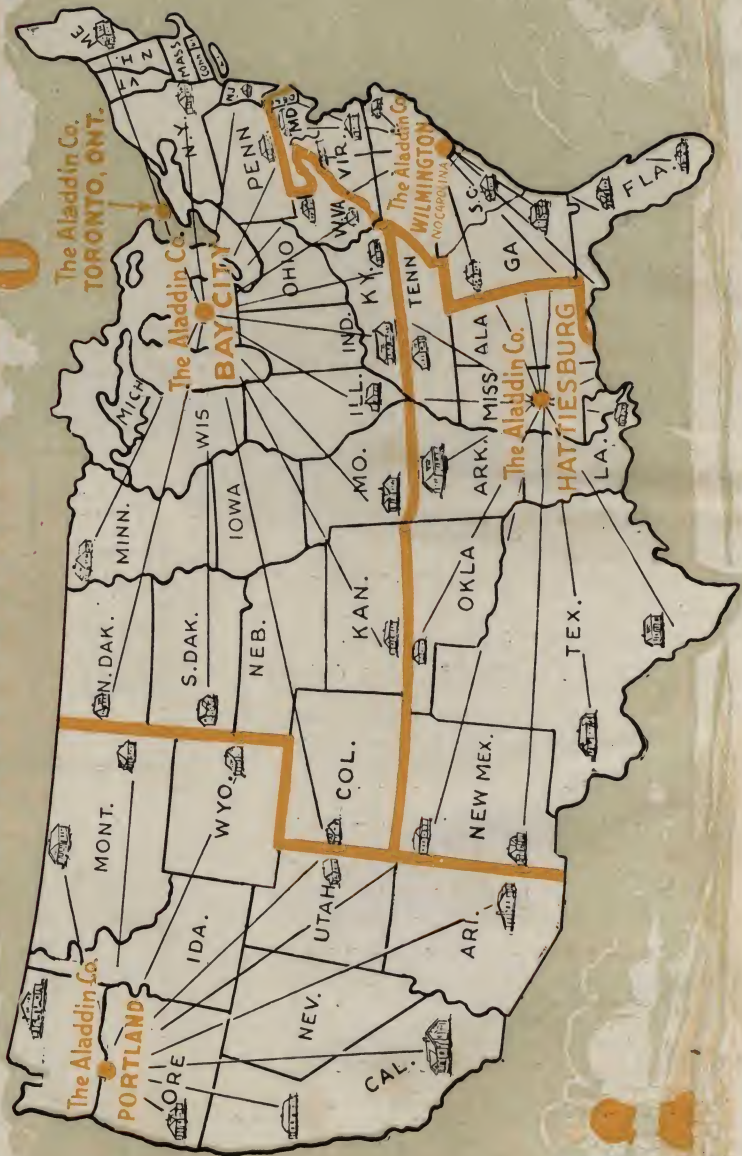 The Aladdin Co.
PORTLAND
ORE
MONT.
IDA.
WYO.
NEV.
UTAH
CAL.
ARI.
COL.
NEW MEX.
N. DAK.
S. DAK.
NEB.
KAN.
OKLA
TEX.
MINN.
IOWA
MO.
ARK.
LA.
WIS
MICH
ILL.
IND.
OHIO
KY.
TENN
MISS
ALA
GA
FLA.
S.C.
The Aladdin Co.
BAY CITY
The Aladdin Co.
TORONTO, ONT.
The Aladdin Co.
HATTIESBURG
The Aladdin Co.
WILMINGTON
NO CAROLINA
W.VA
VIR.
MD
PENN
N.J
N.Y.
MASS
CONN
ME